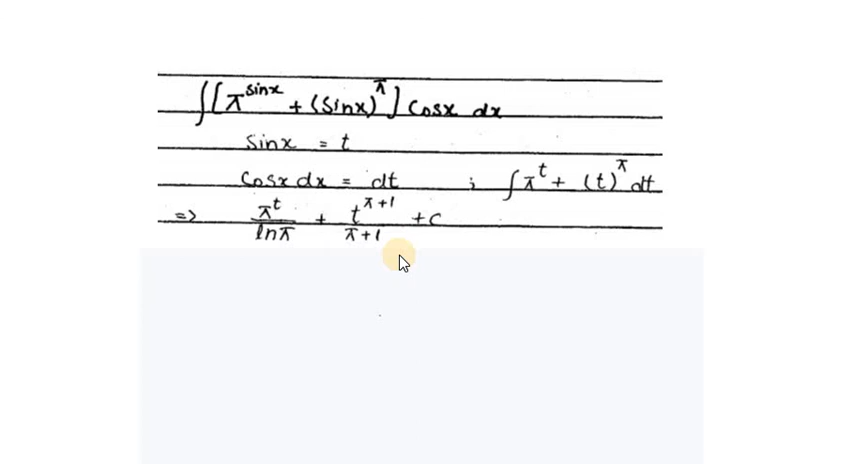 ∫[π^sinx + (sinx)^π] cosx dx
sinx = t
cosx dx = dt ; ∫π^t + (t)^π dt
=> π^t/lnπ + t^(π+1)/(π+1) + c